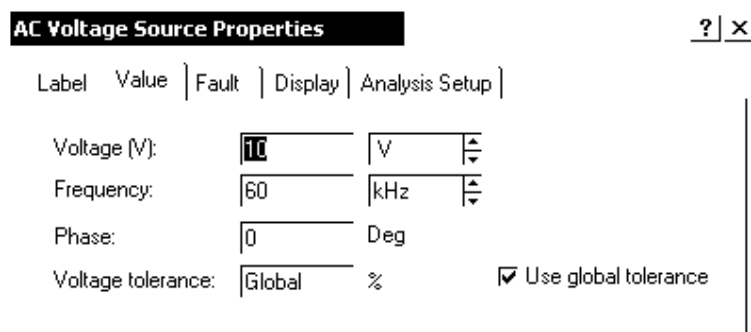 AC Voltage Source Properties ? ×
Label Value Fault Display Analysis Setup
Voltage (V): 10 V
Frequency: 60 kHz
Phase: 0 Deg
Voltage tolerance: Global % Use global tolerance